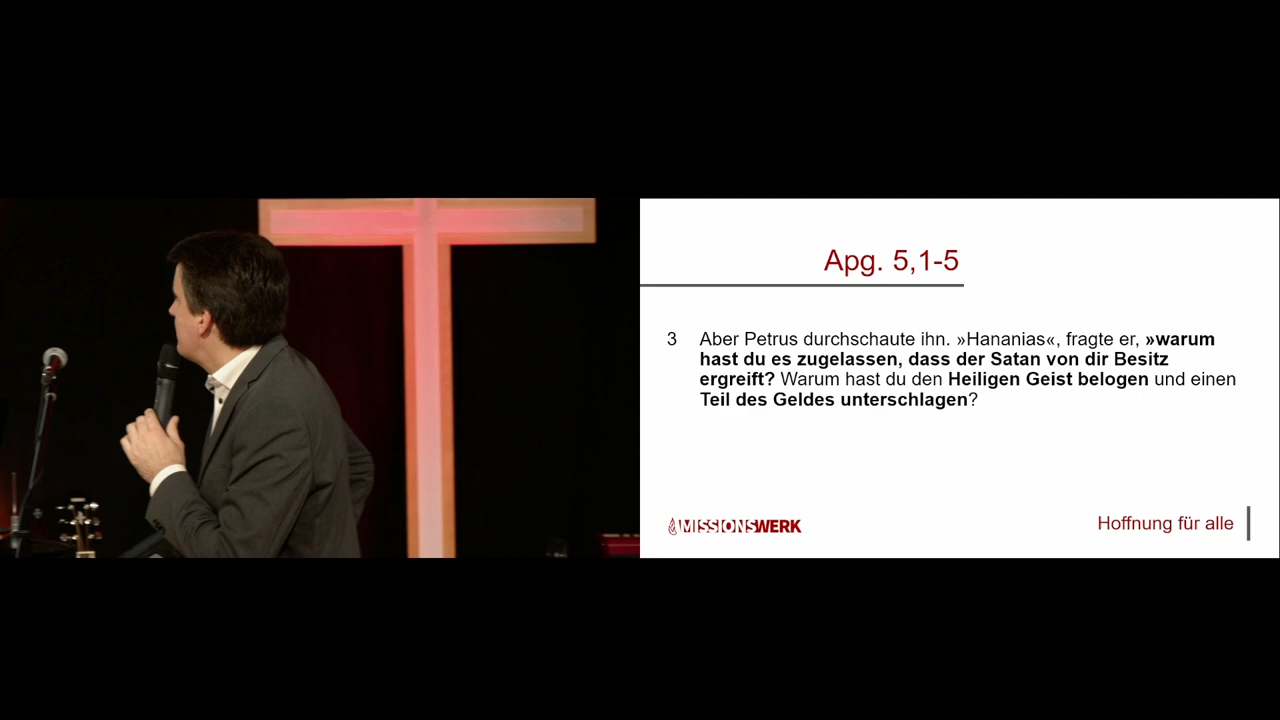 Apg. 5,1-5
3 Aber Petrus durchschaute ihn. »Hananias«, fragte er, »warum
hast du es zugelassen, dass der Satan von dir Besitz
ergreift? Warum hast du den Heiligen Geist belogen und einen
Teil des Geldes unterschlagen?
MISSIONSWERK
Hoffnung für alle